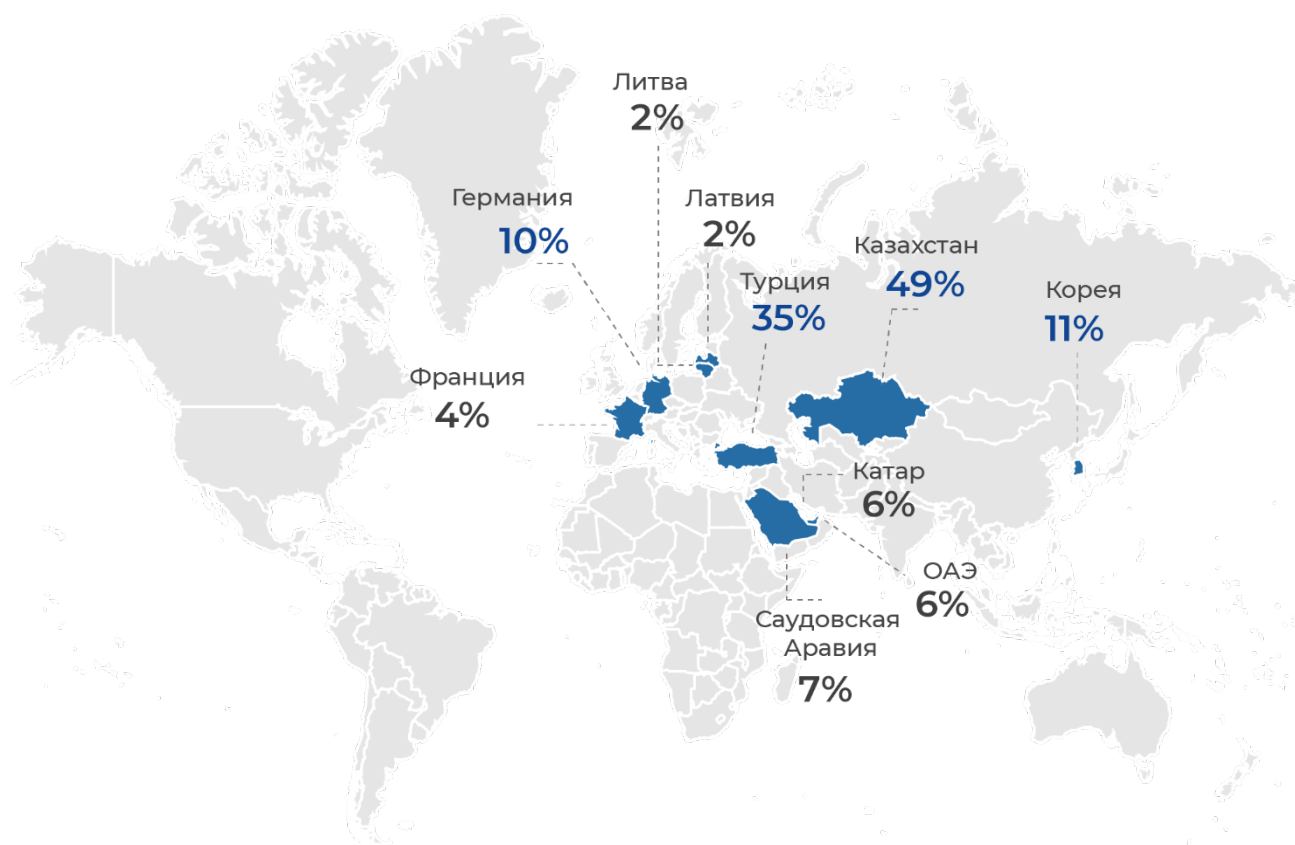 Литва
2%
Германия
10%
Латвия
2%
Турция
35%
Казахстан
49%
Корея
11%
Франция
4%
Катар
6%
ОАЭ
6%
Саудовская
Аравия
7%